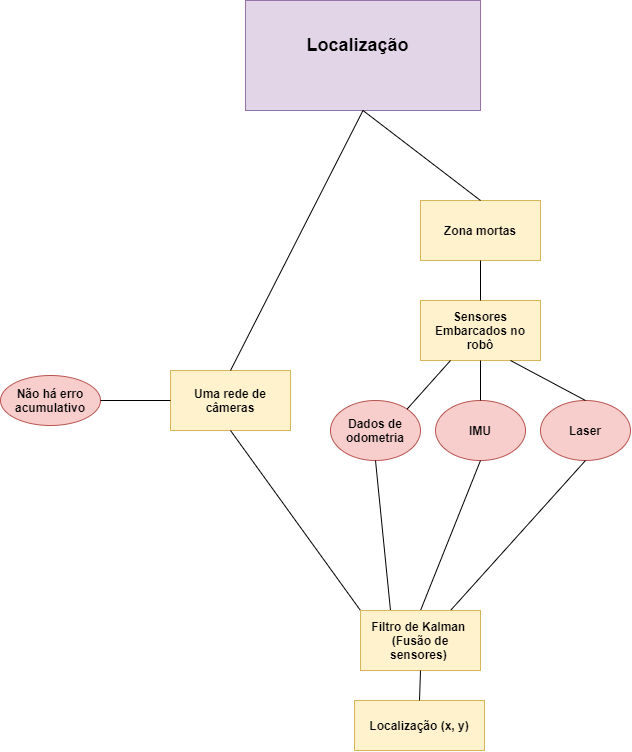 Localização
Zona mortas
Sensores
Embarcados no
robô
Não há erro
acumulativo
Uma rede de
câmeras
Dados de
odometria
IMU
Laser
Filtro de Kalman
(Fusão de
sensores)
Localização (x, y)